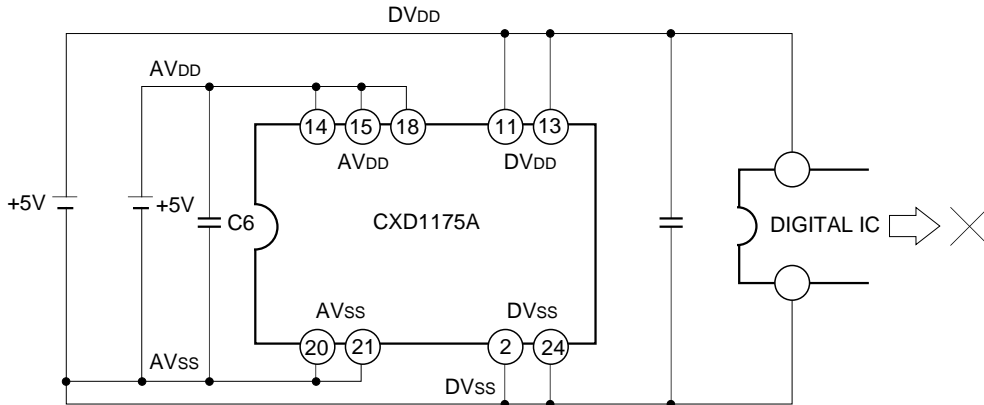 DVDD
AVDD
14 15 18 11 13
AVDD DVDD
+5V +5V C6 CXD1175A DIGITAL IC
AVSS DVSS
20 21 2 24
AVSS
DVSS